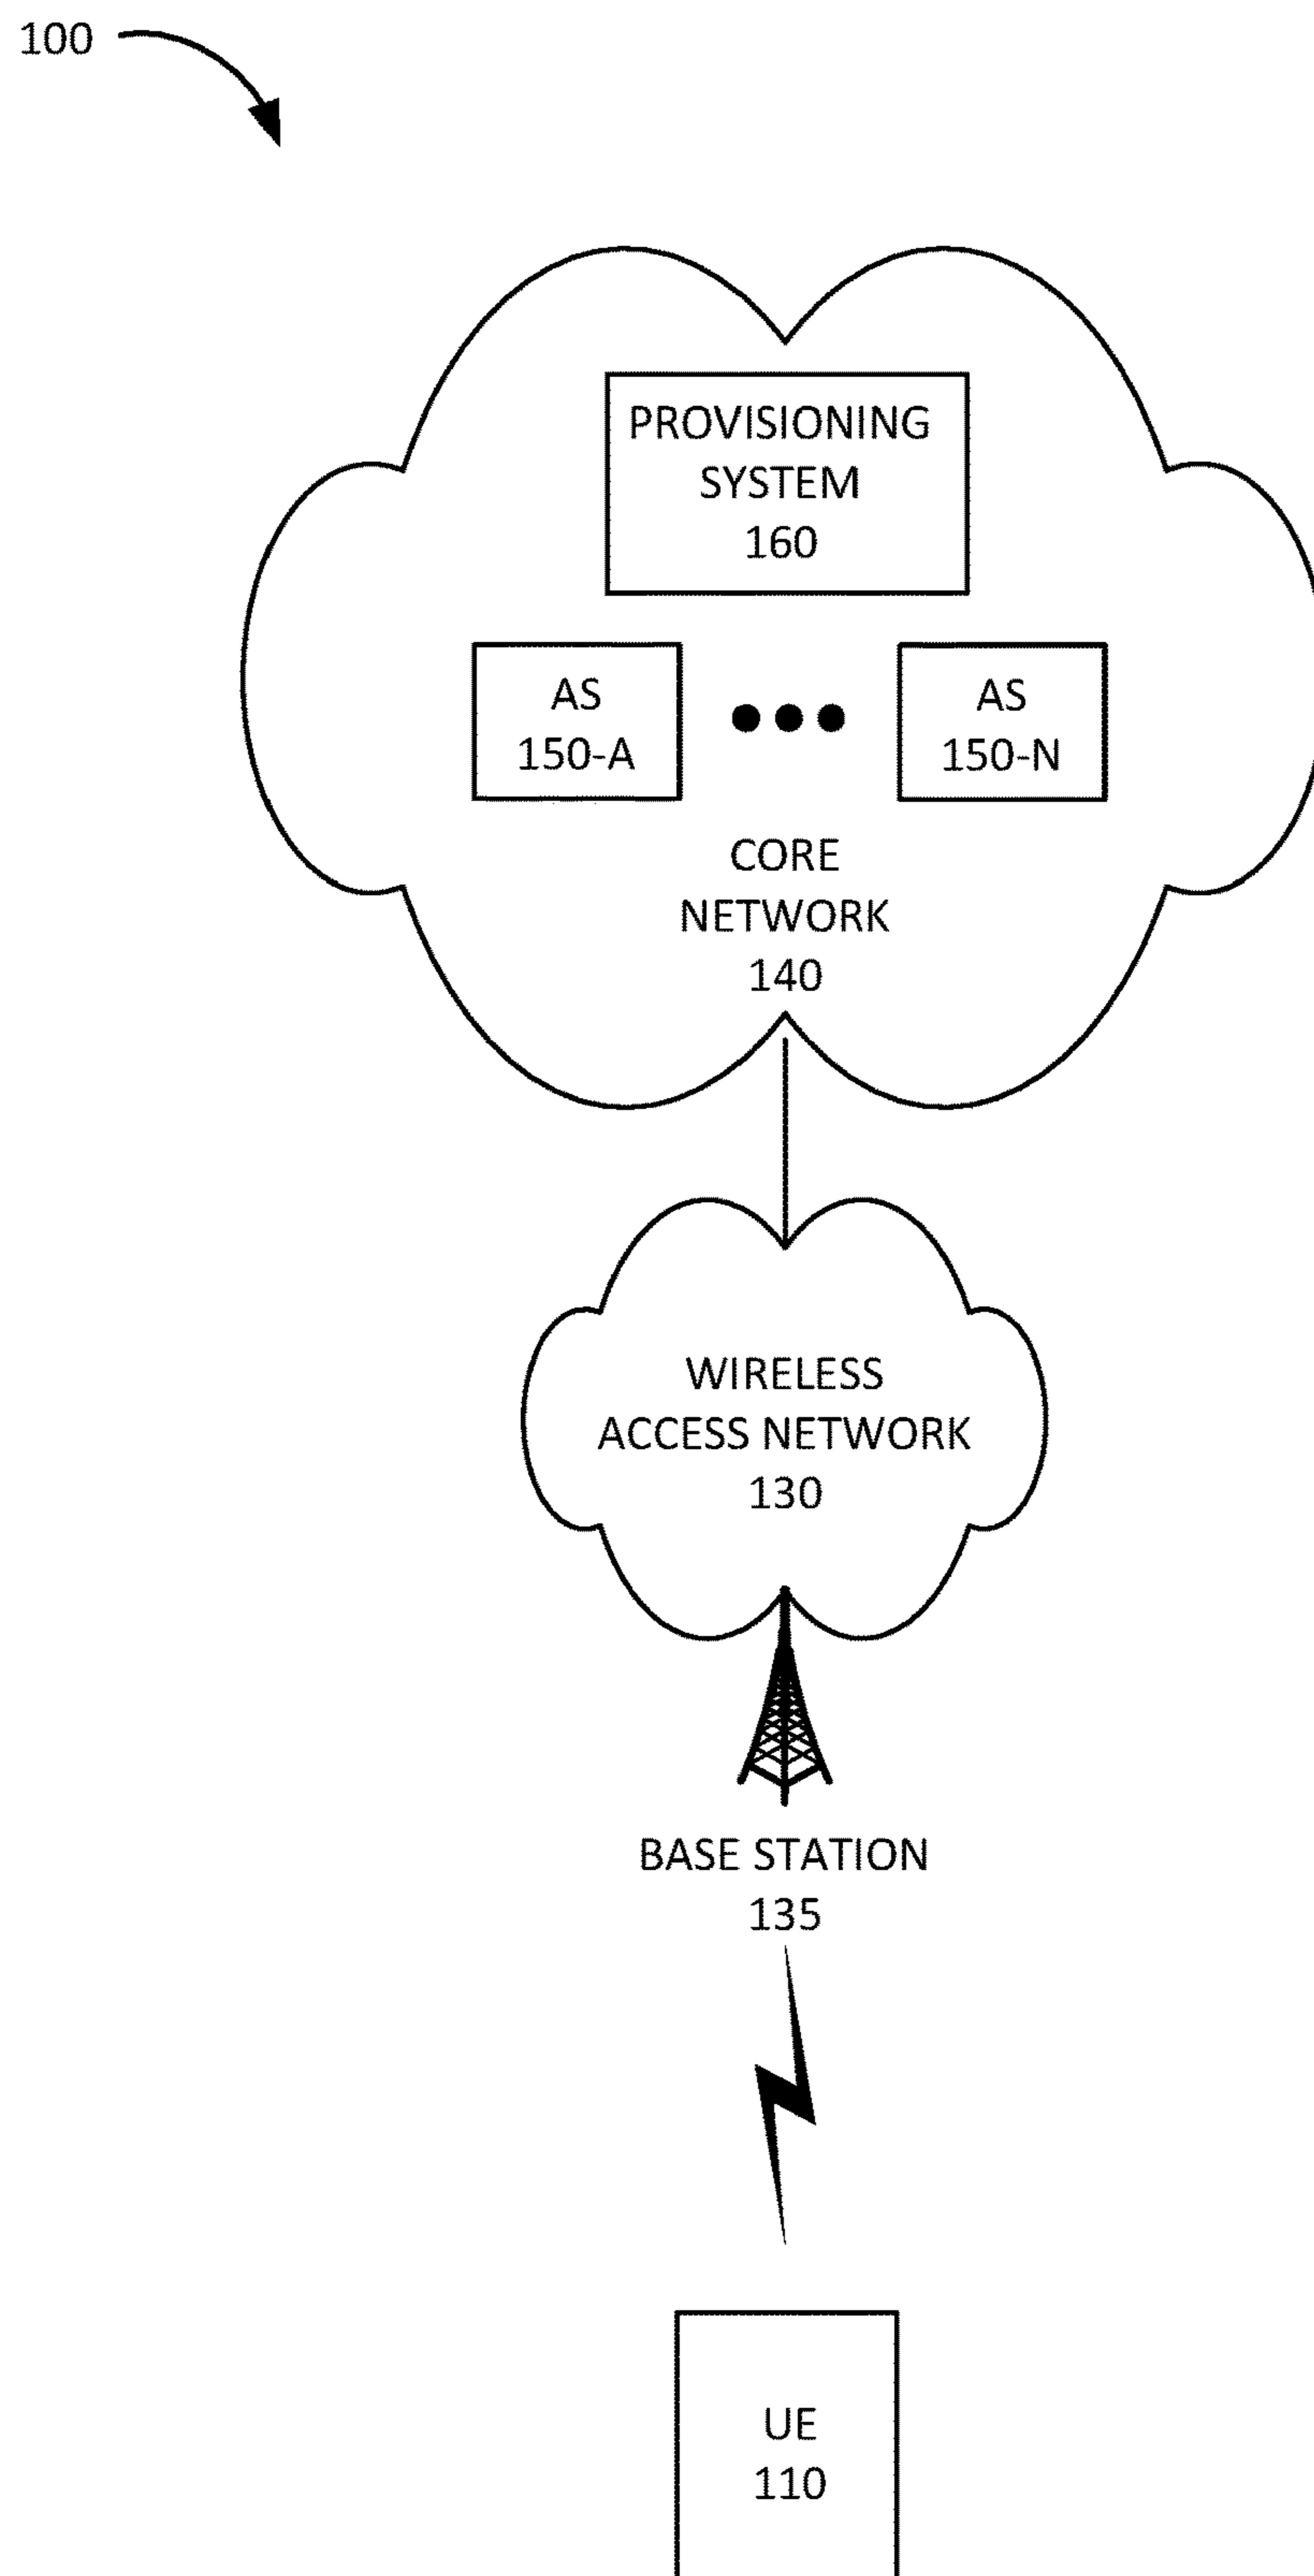 100
PROVISIONING
SYSTEM
160
AS
150-A
AS
150-N
CORE
NETWORK
140
WIRELESS
ACCESS NETWORK
130
BASE STATION
135
UE
110